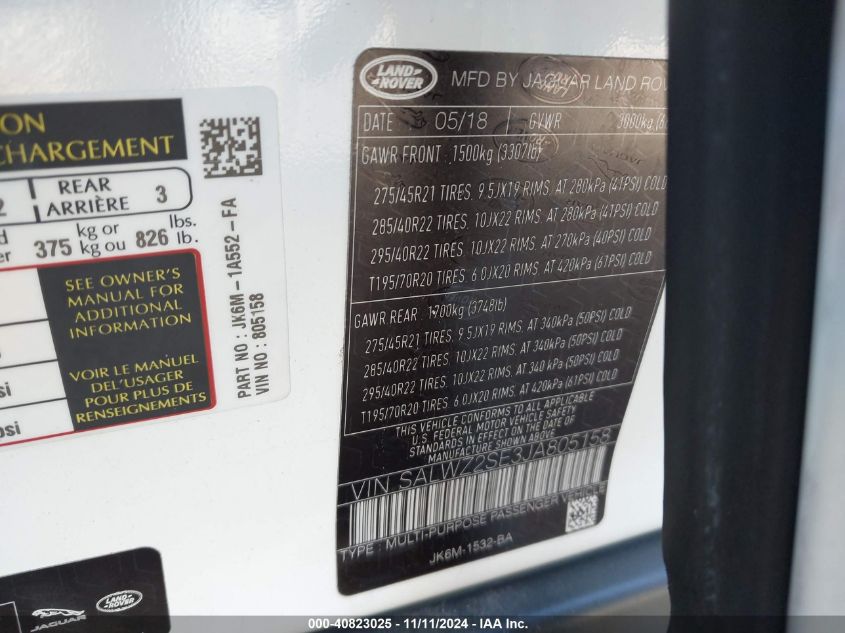 ON
CHARGEMENT
2 REAR
ARRIÈRE 3
375 kg or
kg ou 826 lbs.
lb.
SEE OWNER'S
MANUAL FOR
ADDITIONAL
INFORMATION
VOIR LE MANUEL
DEL'USAGER
POUR PLUS DE
RENSEIGNEMENTS
PART NO : JK6M-1A552-FA
VIN NO : 805158
LAND ROVER
MFD BY JAGUAR LAND ROV
DATE 05/18 GVWR 3000kg
GAWR FRONT 1500kg (3307lb)
275/45R21 TIRES. 9.5JX19 RIMS. AT 280kPa (41PSI) COLD
285/40R22 TIRES. 10JX22 RIMS. AT 280kPa (41PSI) COLD
295/40R22 TIRES. 10JX22 RIMS. AT 270kPa (40PSI) COLD
T195/70R20 TIRES. 6.0JX20 RIMS. AT 420kPa (61PSI) COLD
GAWR REAR 1700kg (3748lb)
275/45R21 TIRES. 9.5JX19 RIMS. AT 340kPa (50PSI) COLD
285/40R22 TIRES. 10JX22 RIMS. AT 340kPa (50PSI) COLD
295/40R22 TIRES. 10JX22 RIMS. AT 340 kPa (50PSI) COLD
T195/70R20 TIRES. 6.0JX20 RIMS. AT 420kPa (61PSI) COLD
THIS VEHICLE CONFORMS TO ALL APPLICABLE
U.S. FEDERAL MOTOR VEHICLE SAFETY
STANDARDS IN EFFECT ON THE DATE OF
MANUFACTURE SHOWN ABOVE
VIN SALWZ2SE3JA805158
TYPE : MULTI-PURPOSE PASSENGER VEHICLE
JK6M-1532-BA
JAGUAR
LAND ROVER
000-40823025 - 11/11/2024 - IAA Inc.